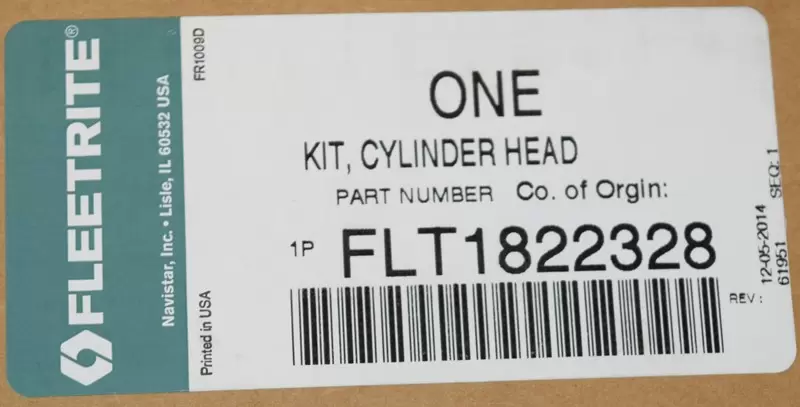 FLEETRITE®
Navistar, Inc. • Lisle, IL 60532 USA
FR1009D
Printed in USA
ONE
KIT, CYLINDER HEAD
PART NUMBER Co. of Orgin:
1P FLT1822328
REV:
12-05-2014
61951 SEQ: 1